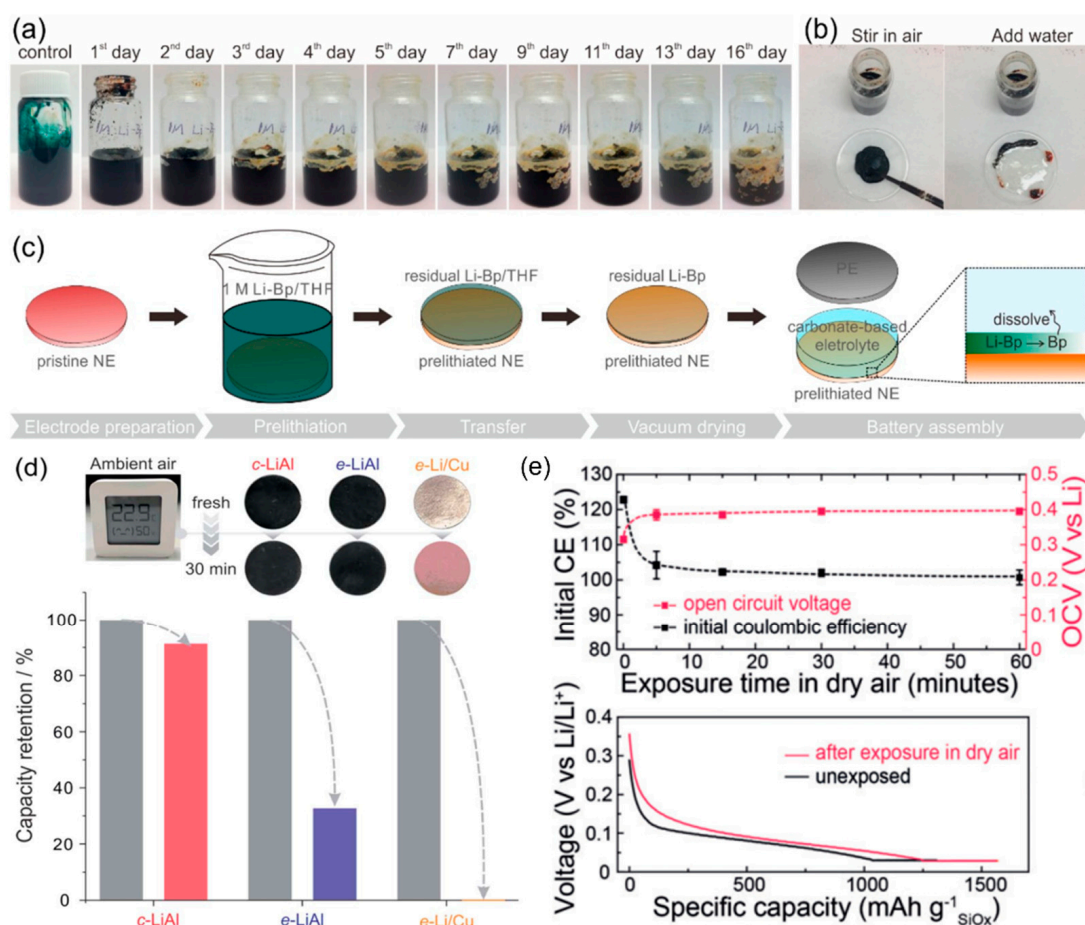 (a)
control 1st day 2nd day 3rd day 4th day 5th day 7th day 9th day 11th day 13th day 16th day
(b)
Stir in air Add water
(c)
1 M Li-Bp/THF
residual Li-Bp/THF
residual Li-Bp
PE
carbonate-based
eletrolyte
dissolve
Li-Bp → Bp
pristine NE
prelithiated NE
prelithiated NE
prelithiated NE
Electrode preparation Prelithiation Transfer Vacuum drying Battery assembly
(d)
Ambient air
c-LiAl e-LiAl e-Li/Cu
fresh
30 min
22.9
Capacity retention / %
100
80
60
40
20
0
c-LiAl e-LiAl e-Li/Cu
(e)
Initial CE (%)
130
120
110
100
90
80
OCV (V vs Li)
0.5
0.4
0.3
0.2
0.1
0
open circuit voltage
initial coulombic efficiency
0 10 20 30 40 50 60
Exposure time in dry air (minutes)
Voltage (V vs Li/Li+)
0.4
0.3
0.2
0.1
0
after exposure in dry air
unexposed
0 500 1000 1500
Specific capacity (mAh g-1SiOx)